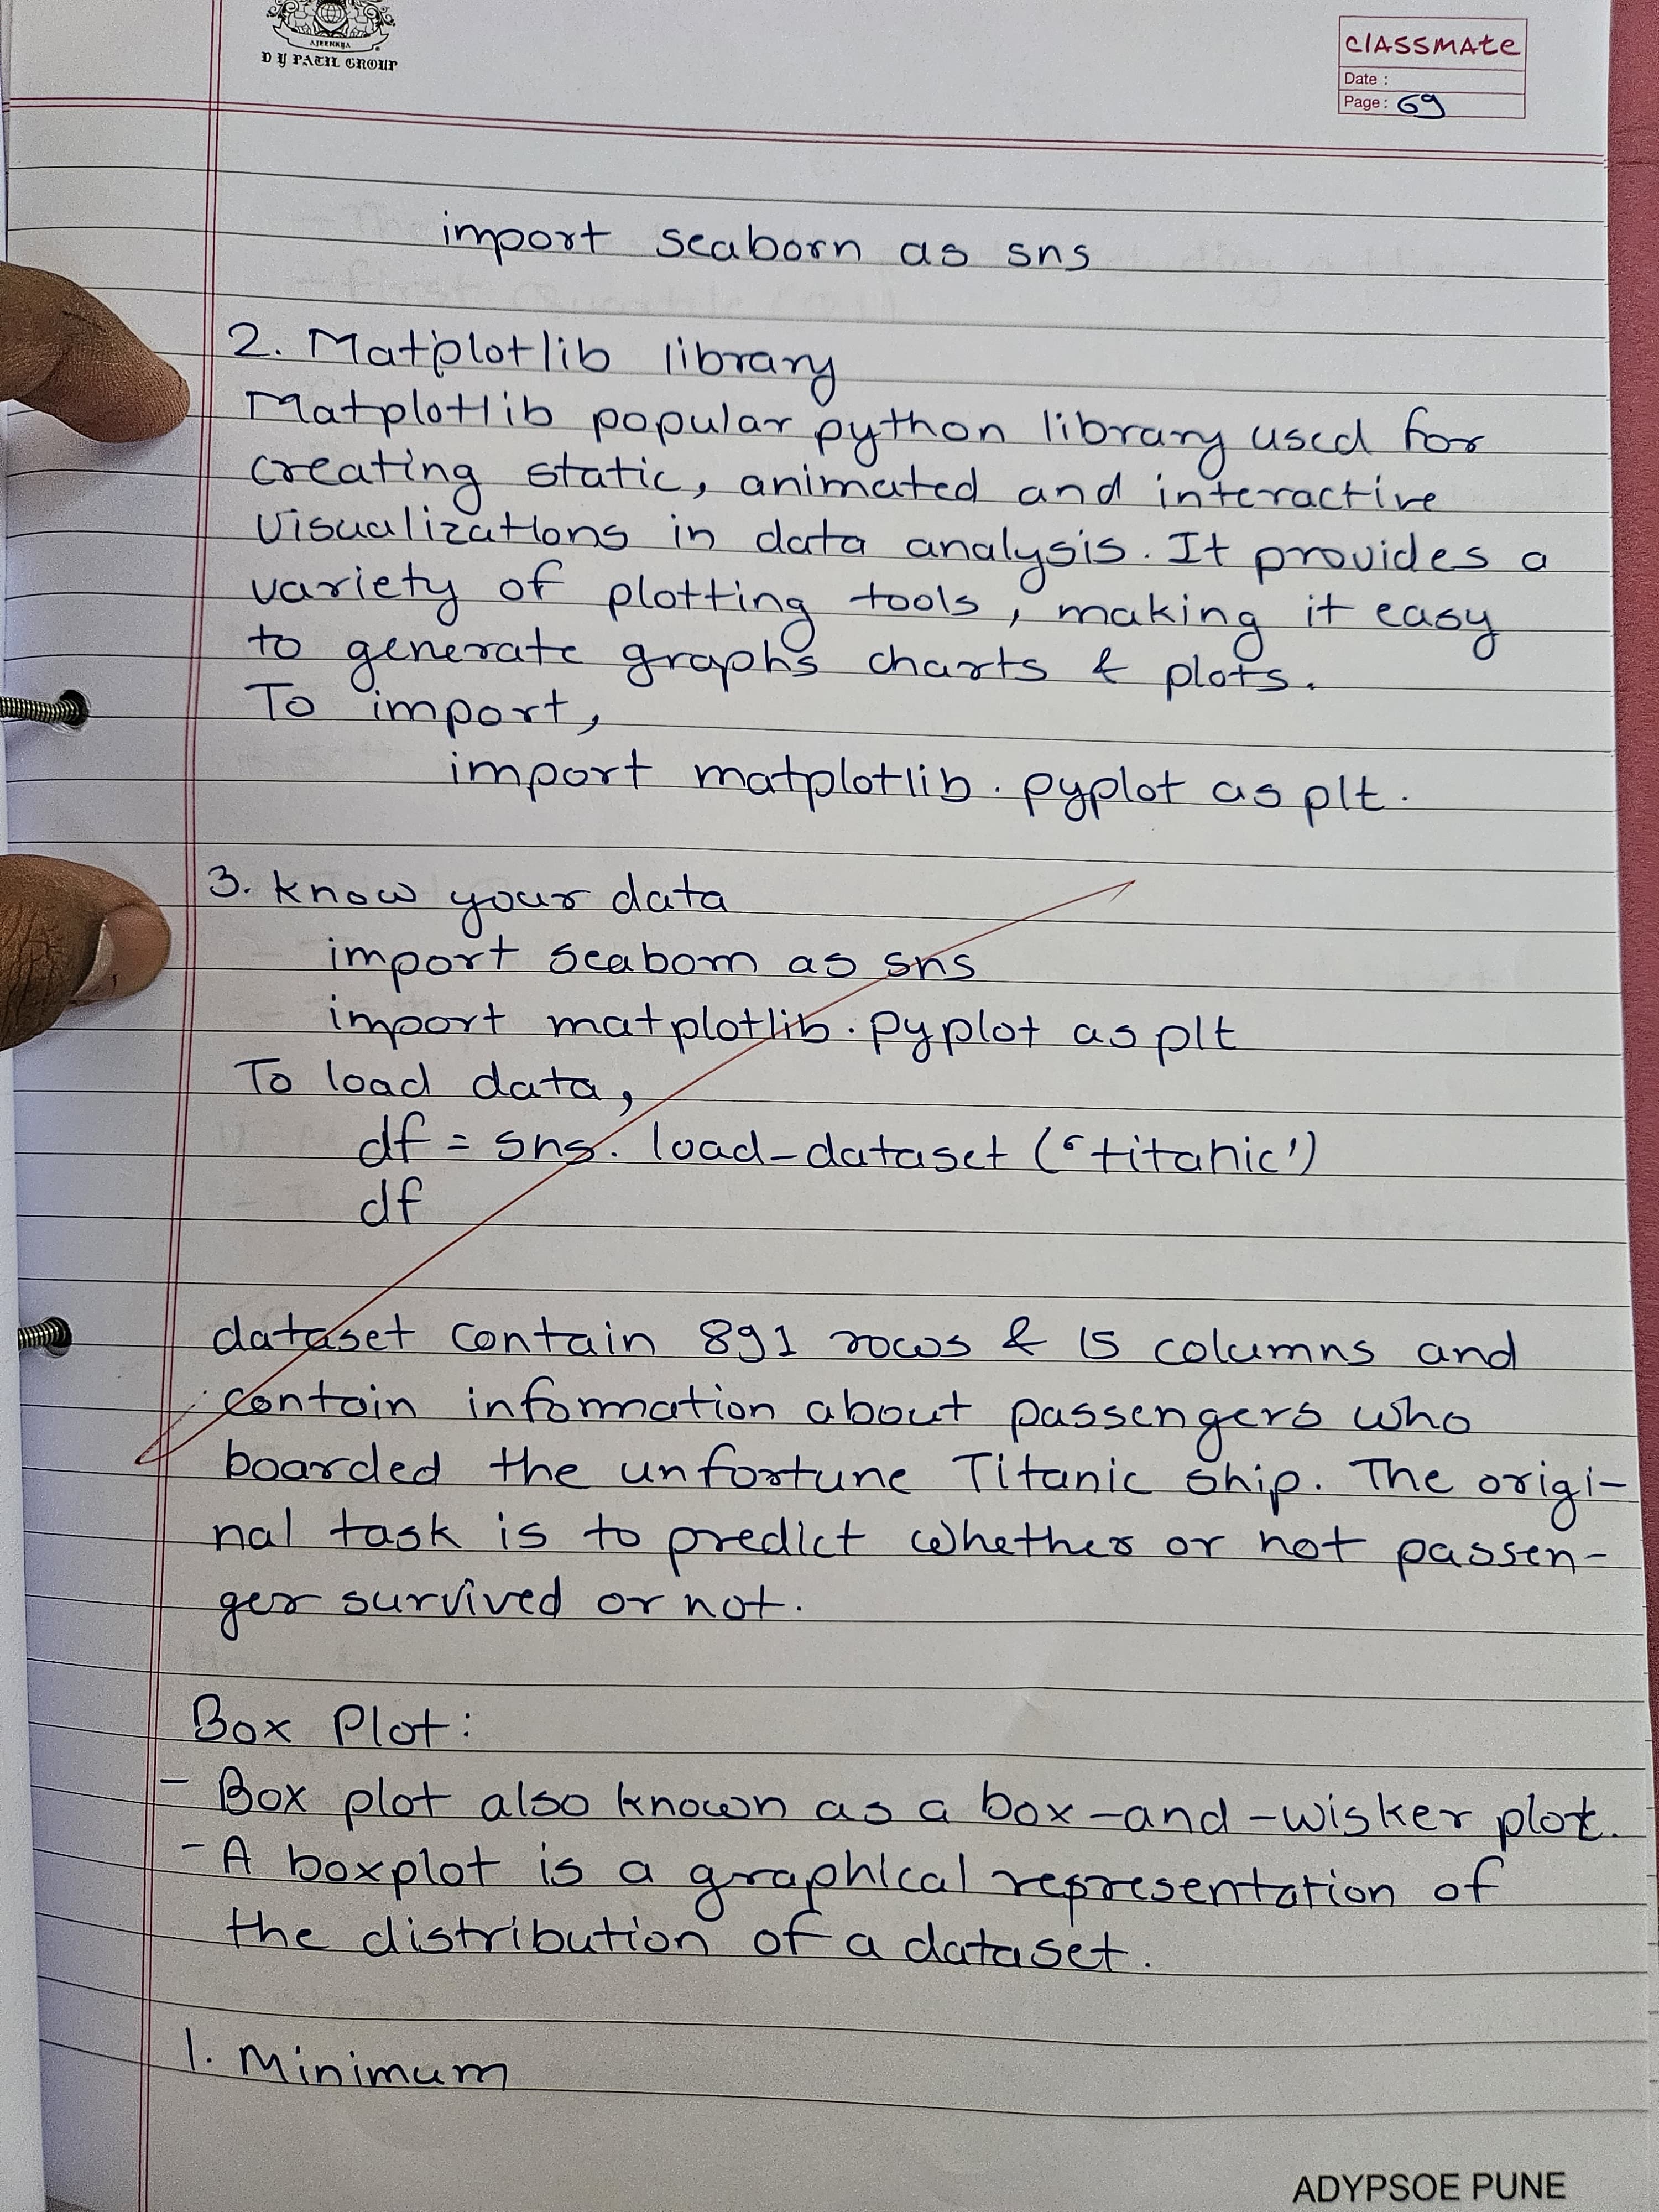 AJEENKYA
D Y PATIL GROUP
CLASSMATE
Date :
Page : 69
import seaborn as sns
2. Matplotlib library
Matplotlib popular python library used for
creating static, animated and interactive
visualizations in data analysis. It provides a
variety of plotting tools, making it easy
to generate graphs charts & plots.
To import,
import matplotlib.pyplot as plt.
3. know your data
import seaborn as sns
import matplotlib.pyplot as plt
To load data,
df = sns. load_dataset ('titanic')
df
dataset contain 891 rows & 15 columns and
contain information about passengers who
boarded the unfortune Titanic ship. The origi-
nal task is to predict whether or not passen-
ger survived or not.
Box Plot:
- Box plot also known as a box-and-wisker plot.
- A boxplot is a graphical representation of
the distribution of a dataset.
1. Minimum
ADYPSOE PUNE